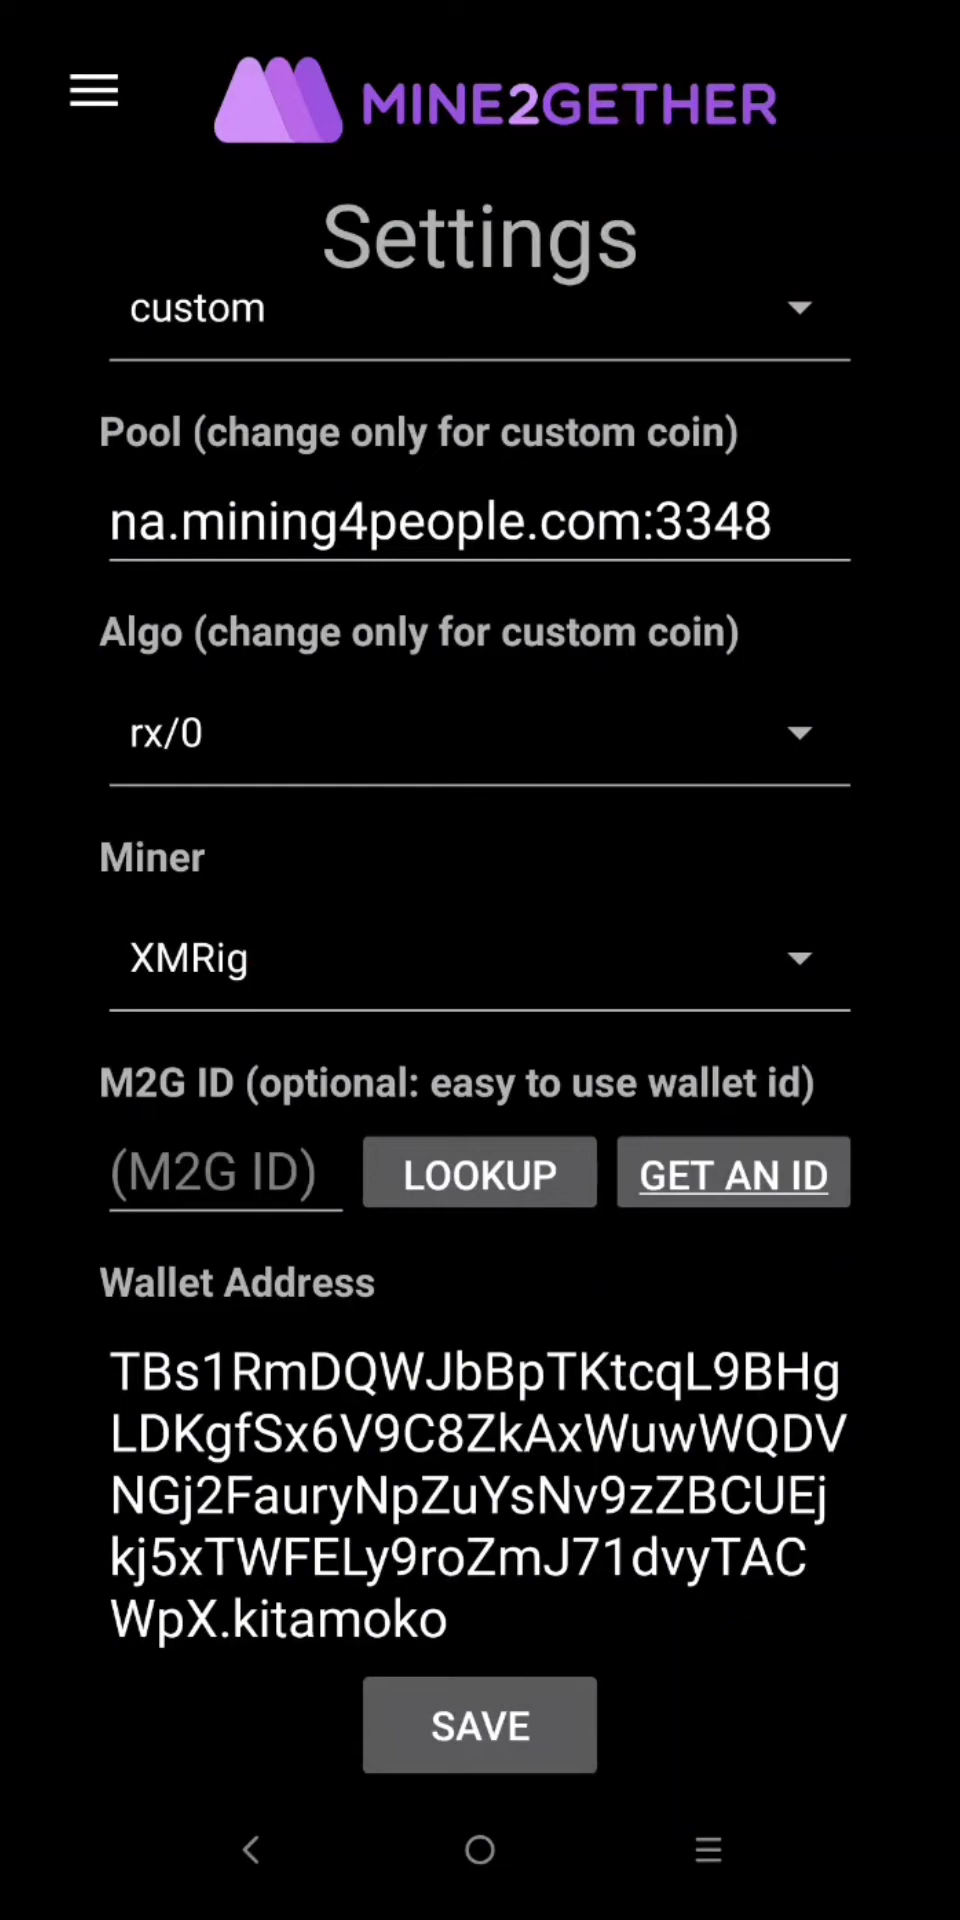 MINE2GETHER
Settings
custom
Pool (change only for custom coin)
na.mining4people.com:3348
Algo (change only for custom coin)
rx/0
Miner
XMRig
M2G ID (optional: easy to use wallet id)
(M2G ID) LOOKUP GET AN ID
Wallet Address
TBs1RmDQWJbBpTKtcqL9BHg
LDKgfSx6V9C8ZkAxWuwWQDV
NGj2FauryNpZuYsNv9zZBCUEj
kj5xTWFELy9roZmJ71dvyTAC
WpX.kitamoko
SAVE